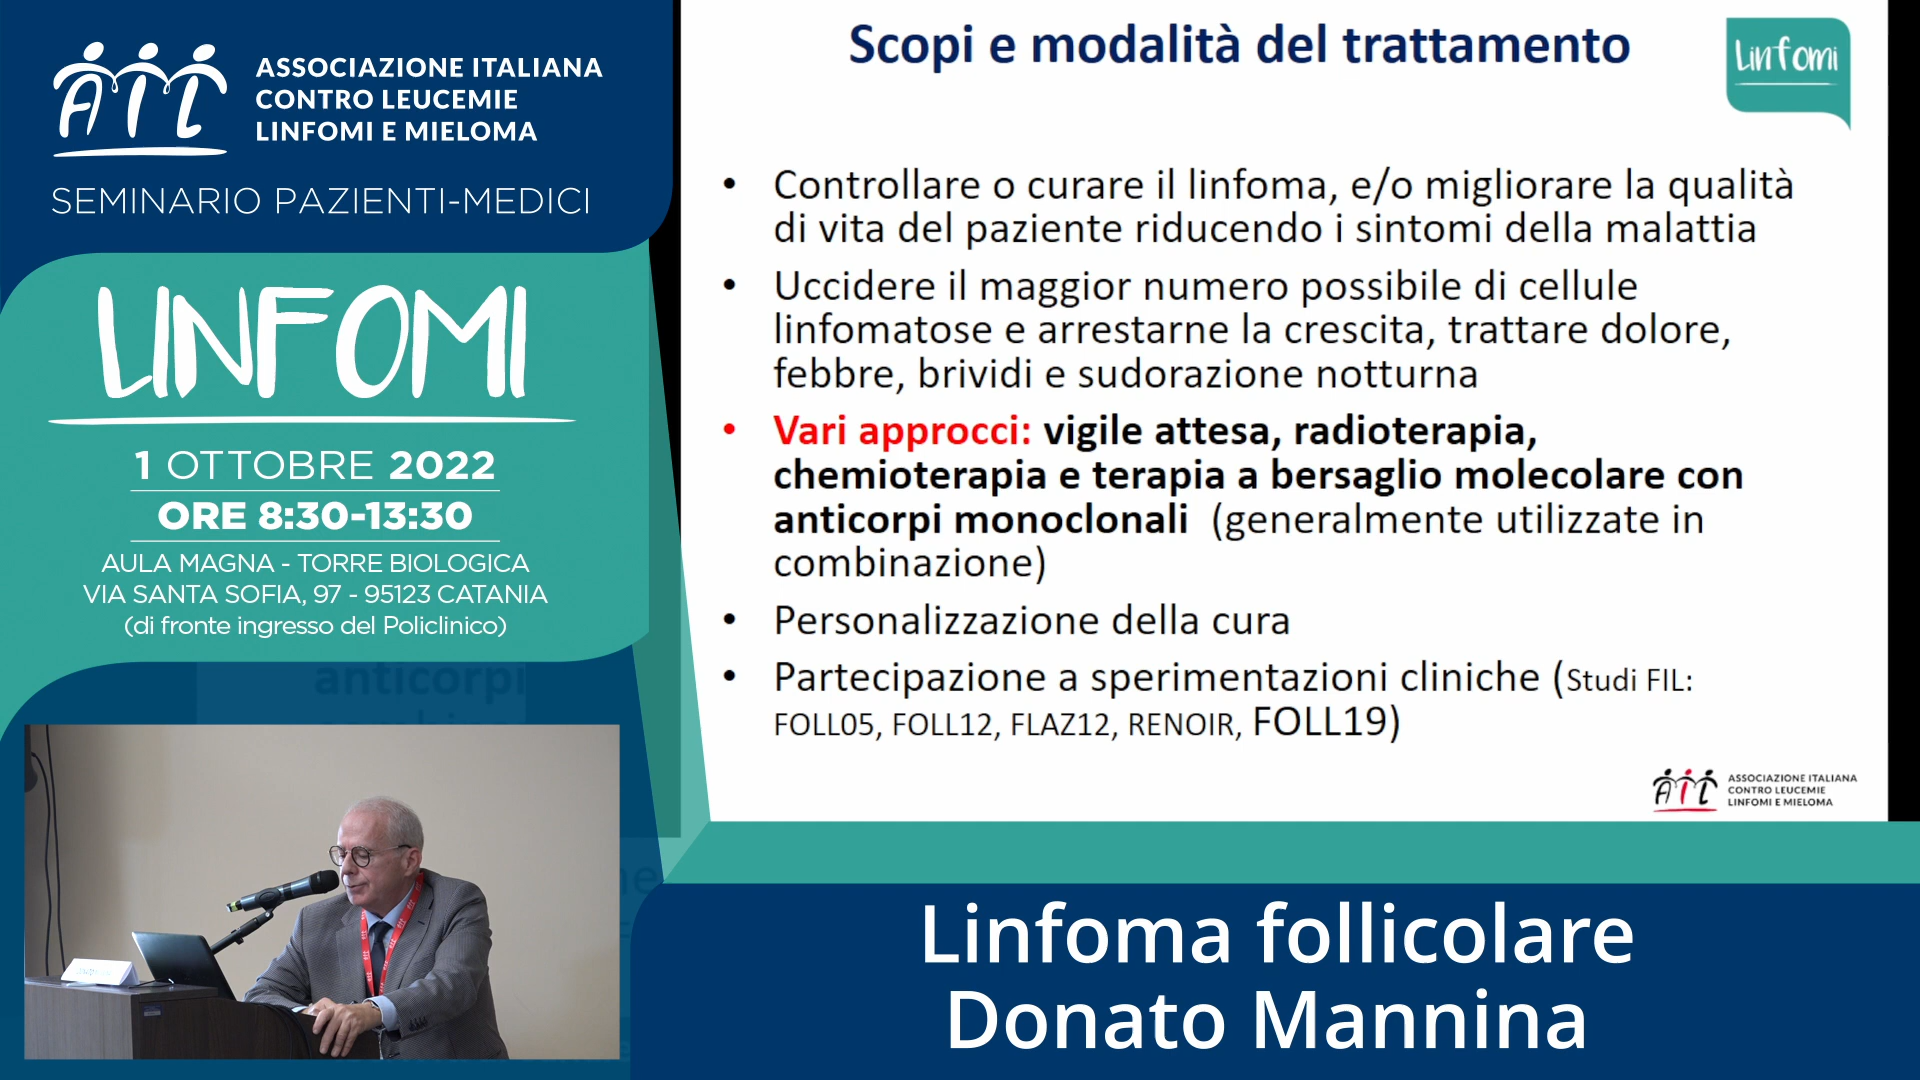 AIL
ASSOCIAZIONE ITALIANA
CONTRO LEUCEMIE
LINFOMI E MIELOMA
SEMINARIO PAZIENTI-MEDICI
LINFOMI
1 OTTOBRE 2022
ORE 8:30-13:30
AULA MAGNA - TORRE BIOLOGICA
VIA SANTA SOFIA, 97 - 95123 CATANIA
(di fronte ingresso del Policlinico)
anticorpi
Scopi e modalità del trattamento
Linfomi
• Controllare o curare il linfoma, e/o migliorare la qualità
di vita del paziente riducendo i sintomi della malattia
• Uccidere il maggior numero possibile di cellule
linfomatose e arrestarne la crescita, trattare dolore,
febbre, brividi e sudorazione notturna
• Vari approcci: vigile attesa, radioterapia,
chemioterapia e terapia a bersaglio molecolare con
anticorpi monoclonali (generalmente utilizzate in
combinazione)
• Personalizzazione della cura
• Partecipazione a sperimentazioni cliniche (Studi FIL:
FOLL05, FOLL12, FLAZ12, RENOIR, FOLL19)
AIL
ASSOCIAZIONE ITALIANA
CONTRO LEUCEMIE
LINFOMI E MIELOMA
Linfoma follicolare
Donato Mannina